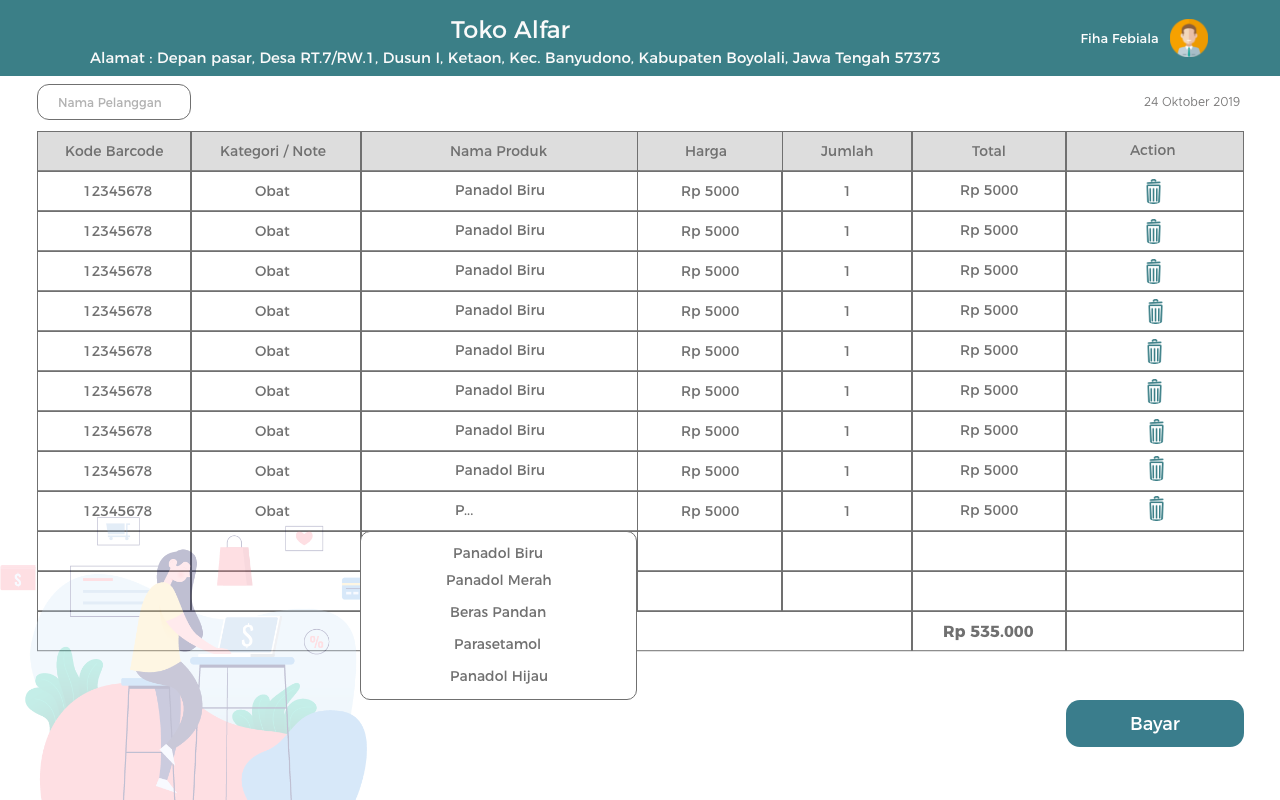 Toko Alfar
Alamat : Depan pasar, Desa RT.7/RW.1, Dusun I, Ketaon, Kec. Banyudono, Kabupaten Boyolali, Jawa Tengah 57373
Fiha Febiala
Nama Pelanggan
24 Oktober 2019
Kode Barcode Kategori / Note Nama Produk Harga Jumlah Total Action
12345678 Obat Panadol Biru Rp 5000 1 Rp 5000
12345678 Obat Panadol Biru Rp 5000 1 Rp 5000
12345678 Obat Panadol Biru Rp 5000 1 Rp 5000
12345678 Obat Panadol Biru Rp 5000 1 Rp 5000
12345678 Obat Panadol Biru Rp 5000 1 Rp 5000
12345678 Obat Panadol Biru Rp 5000 1 Rp 5000
12345678 Obat Panadol Biru Rp 5000 1 Rp 5000
12345678 Obat Panadol Biru Rp 5000 1 Rp 5000
12345678 Obat P... Rp 5000 1 Rp 5000
Panadol Biru
Panadol Merah
Beras Pandan
Parasetamol
Panadol Hijau
Rp 535.000
$
$
%
Bayar